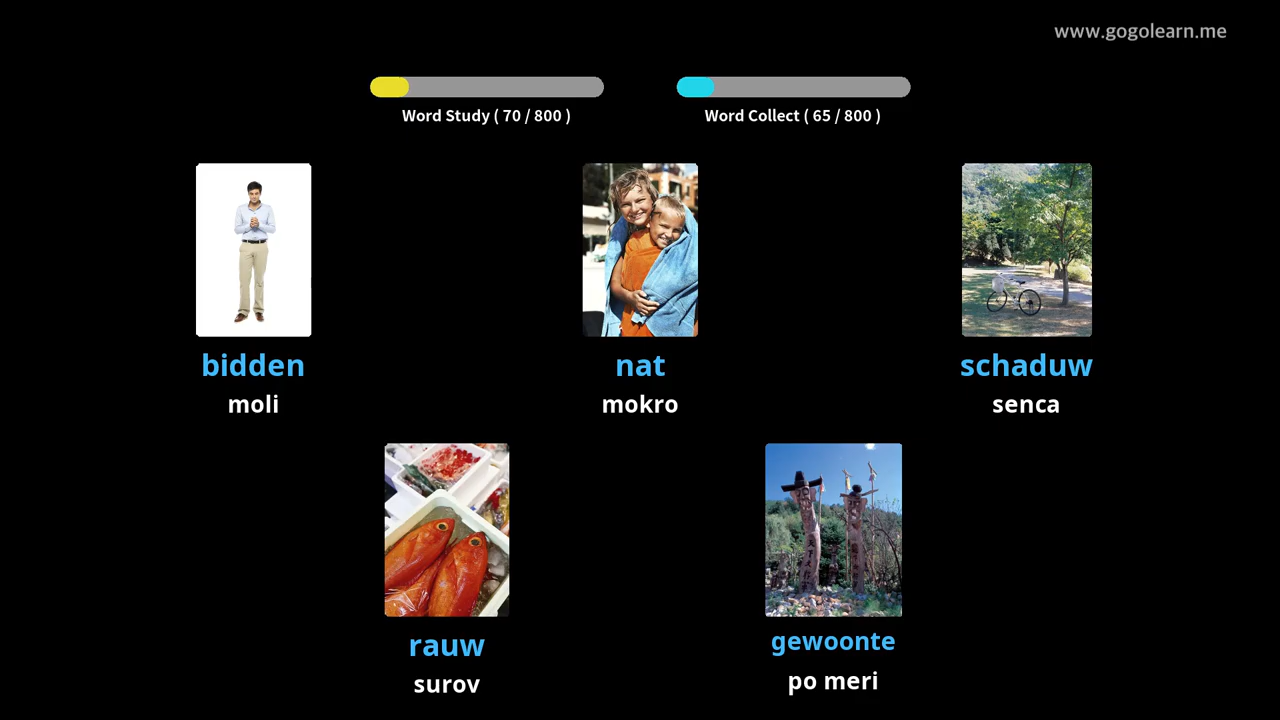 www.gogolearn.me
Word Study ( 70 / 800 )
Word Collect ( 65 / 800 )
bidden
moli
nat
mokro
schaduw
senca
rauw
surov
gewoonte
po meri